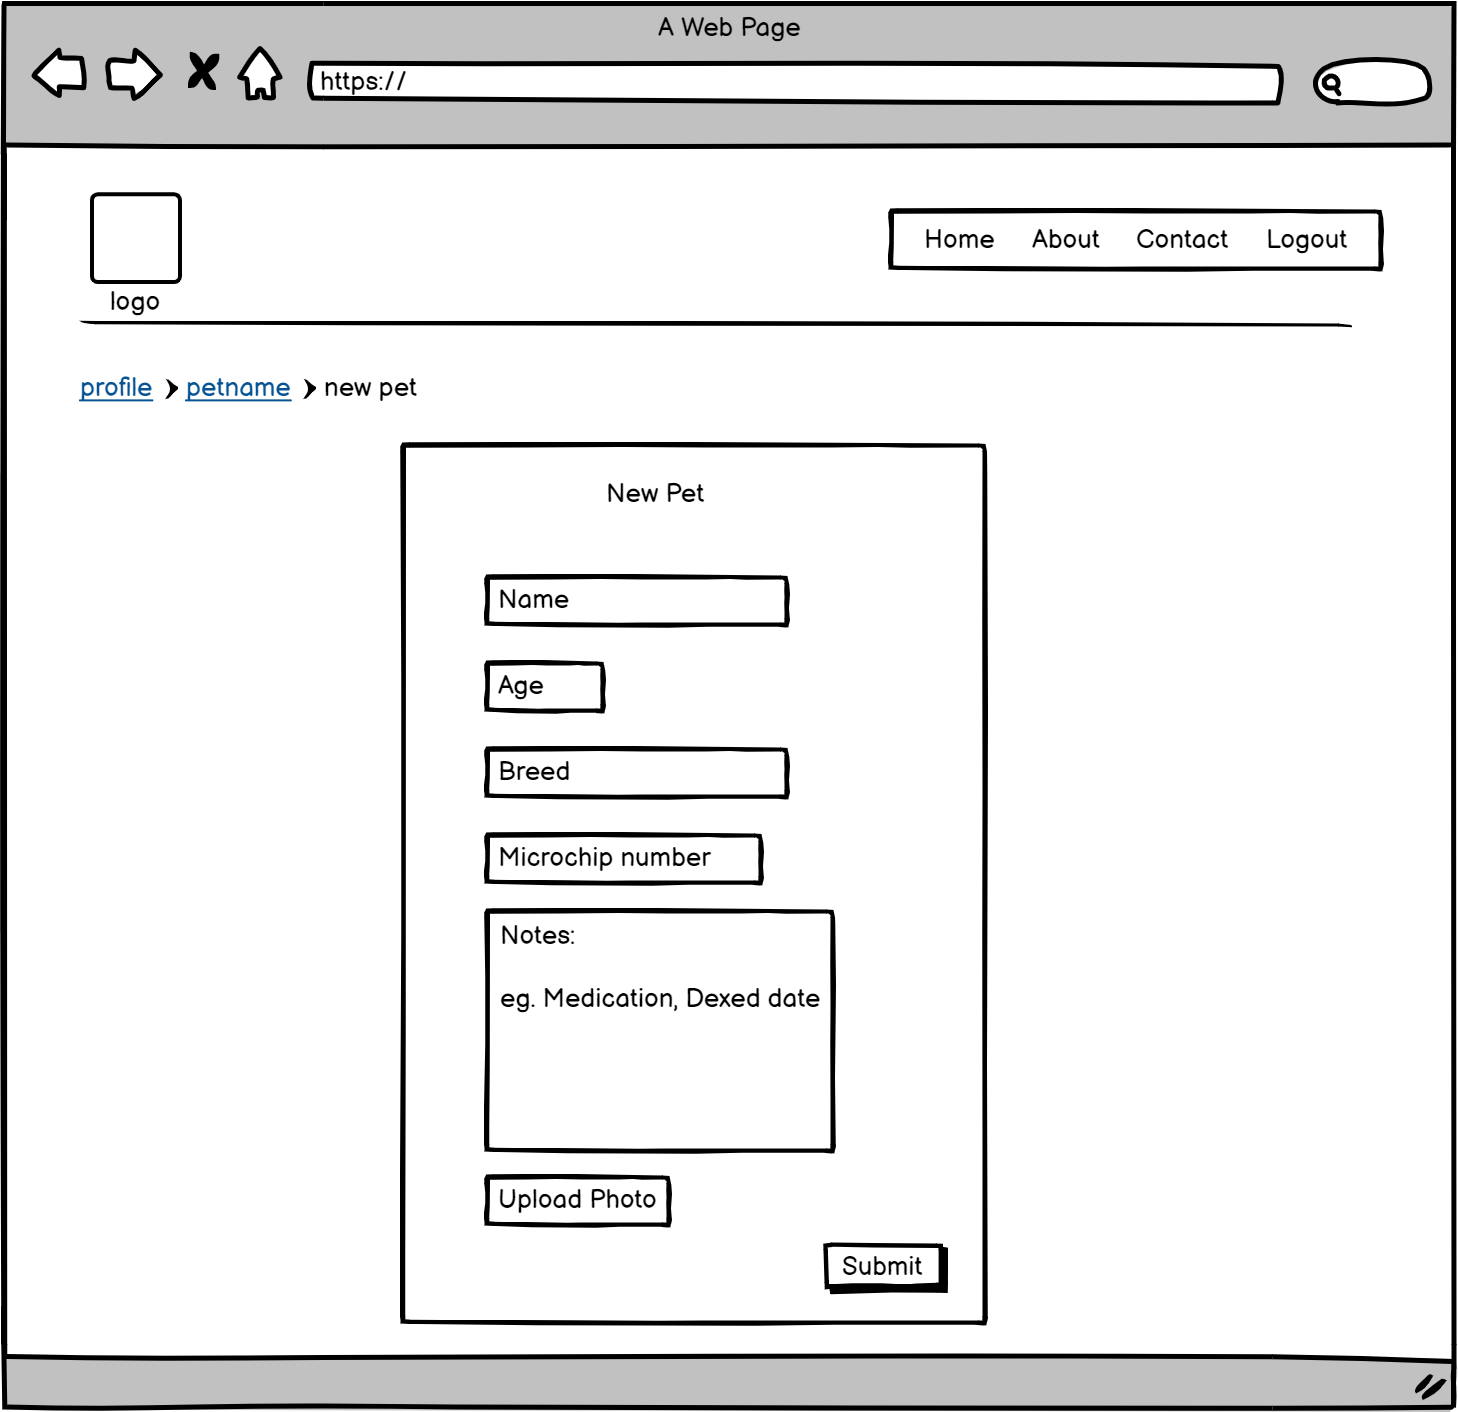 A Web Page
https://
Home About Contact Logout
logo
profile petname new pet
New Pet
Name
Age
Breed
Microchip number
Notes:
eg. Medication, Dexed date
Upload Photo
Submit